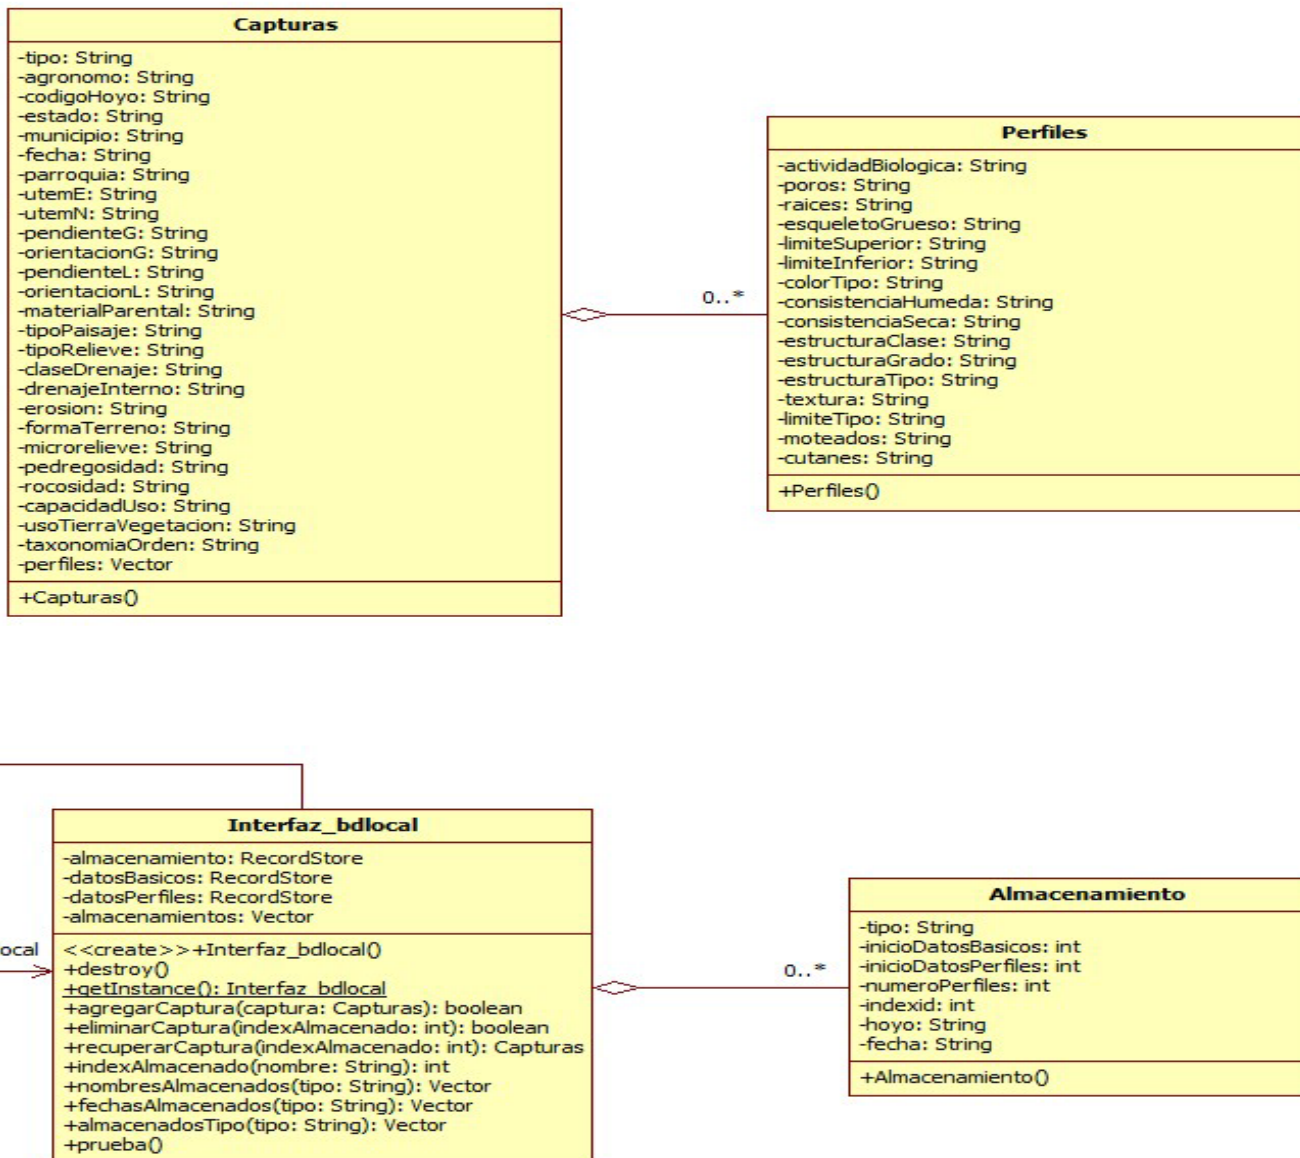 Capturas
-tipo: String
-agronomo: String
-codigoHoyo: String
-estado: String
-municipio: String
-fecha: String
-parroquia: String
-utemE: String
-utemN: String
-pendienteG: String
-orientacionG: String
-pendienteL: String
-orientacionL: String
-materialParental: String
-tipoPaisaje: String
-tipoRelieve: String
-claseDrenaje: String
-drenajeInterno: String
-erosion: String
-formaTerreno: String
-microrelieve: String
-pedregosidad: String
-rocosidad: String
-capacidadUso: String
-usoTierraVegetacion: String
-taxonomiaOrden: String
-perfiles: Vector
+Capturas()
0..*
Perfiles
-actividadBiologica: String
-poros: String
-raices: String
-esqueletoGrueso: String
-limiteSuperior: String
-limiteInferior: String
-colorTipo: String
-consistenciaHumeda: String
-consistenciaSeca: String
-estructuraClase: String
-estructuraGrado: String
-estructuraTipo: String
-textura: String
-limiteTipo: String
-moteados: String
-cutanes: String
+Perfiles()
ocal
Interfaz_bdlocal
-almacenamiento: RecordStore
-datosBasicos: RecordStore
-datosPerfiles: RecordStore
-almacenamientos: Vector
<<create>>+Interfaz_bdlocal()
+destroy()
+getInstance(): Interfaz_bdlocal
+agregarCaptura(captura: Capturas): boolean
+eliminarCaptura(indexAlmacenado: int): boolean
+recuperarCaptura(indexAlmacenado: int): Capturas
+indexAlmacenado(nombre: String): int
+nombresAlmacenados(tipo: String): Vector
+fechasAlmacenados(tipo: String): Vector
+almacenadosTipo(tipo: String): Vector
+prueba()
0..*
Almacenamiento
-tipo: String
-inicioDatosBasicos: int
-inicioDatosPerfiles: int
-numeroPerfiles: int
-indexid: int
-hoyo: String
-fecha: String
+Almacenamiento()